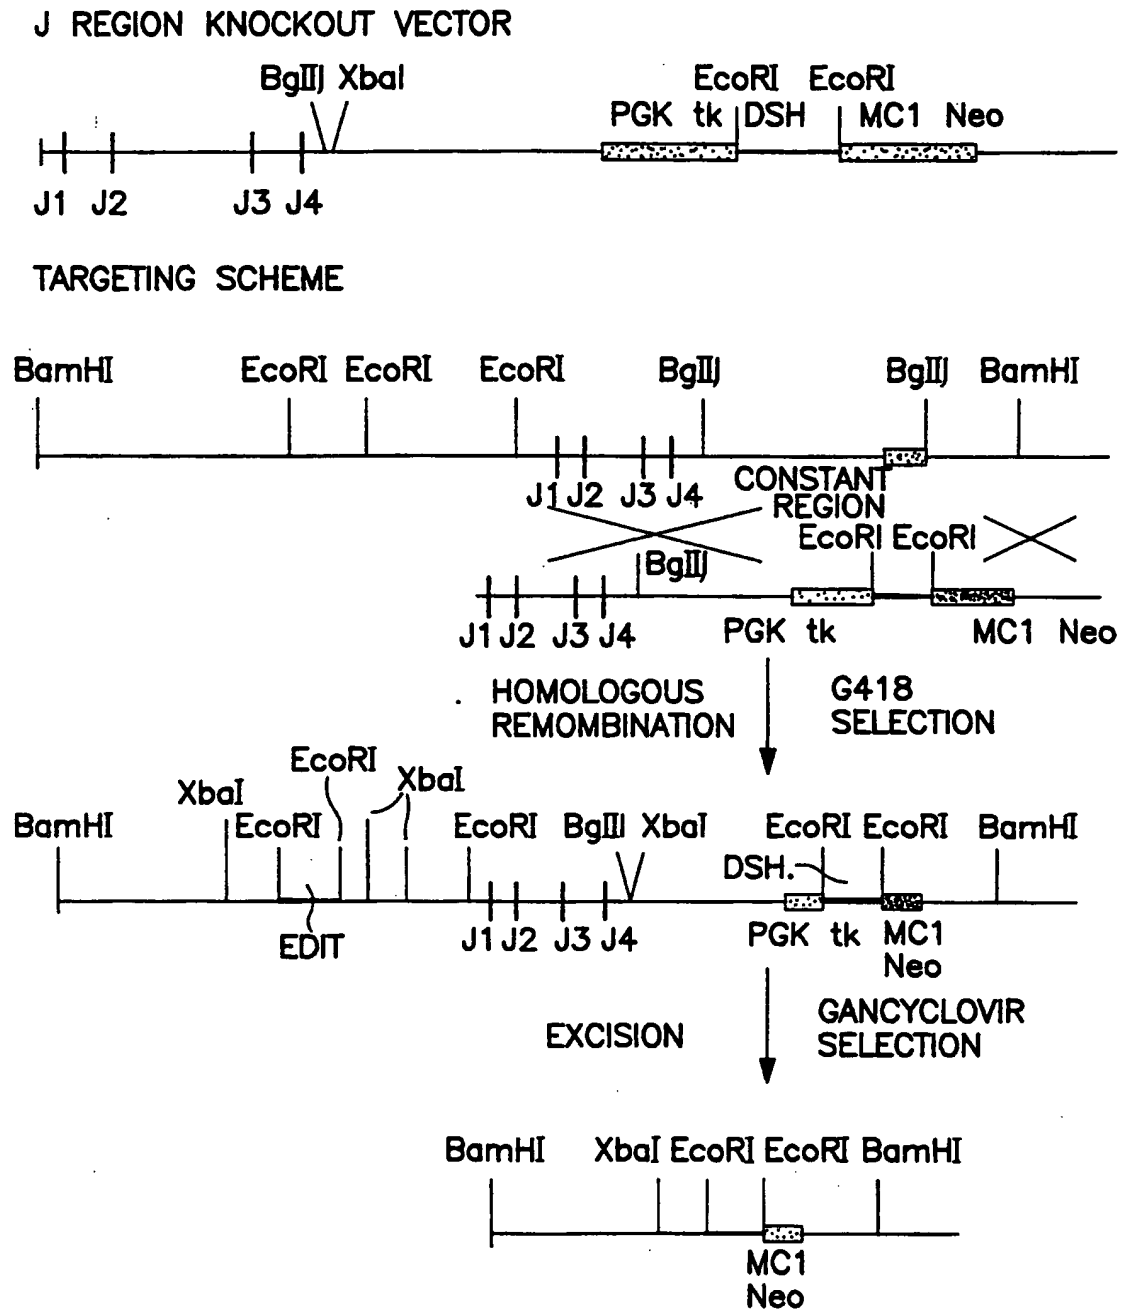 J REGION KNOCKOUT VECTOR
BglII XbaI
EcoRI EcoRI
PGK tk DSH MC1 Neo
J1 J2 J3 J4
TARGETING SCHEME
BamHI EcoRI EcoRI EcoRI BglII BglII BamHI
J1 J2 J3 J4
CONSTANT
REGION
EcoRI EcoRI
BglII
J1 J2 J3 J4 PGK tk MC1 Neo
HOMOLOGOUS
REMOMBINATION
G418
SELECTION
EcoRI
XbaI XbaI
BamHI EcoRI EcoRI BglII XbaI EcoRI EcoRI BamHI
DSH.
EDIT
J1 J2 J3 J4 PGK tk MC1
Neo
EXCISION
GANCYCLOVIR
SELECTION
BamHI XbaI EcoRI EcoRI BamHI
MC1
Neo